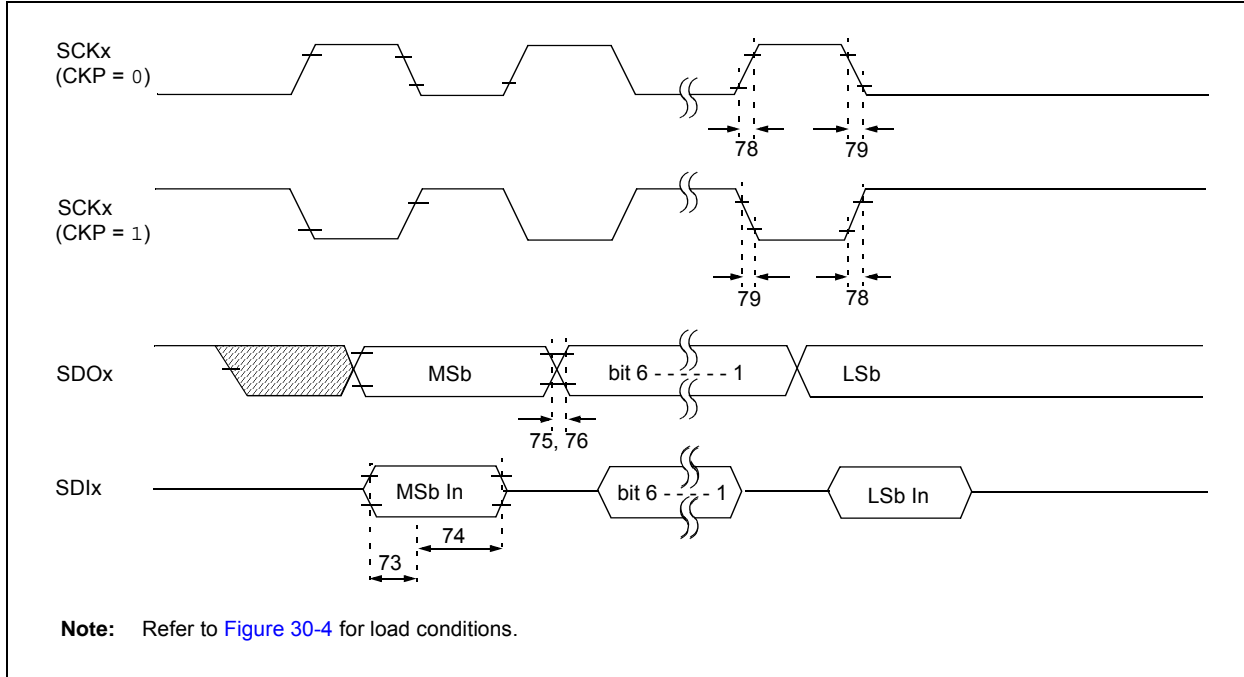 SCKx
(CKP = 0)
78
79
SCKx
(CKP = 1)
79
78
SDOx
MSb
bit 6 - - - - - - 1
LSb
75, 76
SDIx
MSb In
bit 6 - - - - 1
LSb In
74
73
Note: Refer to Figure 30-4 for load conditions.